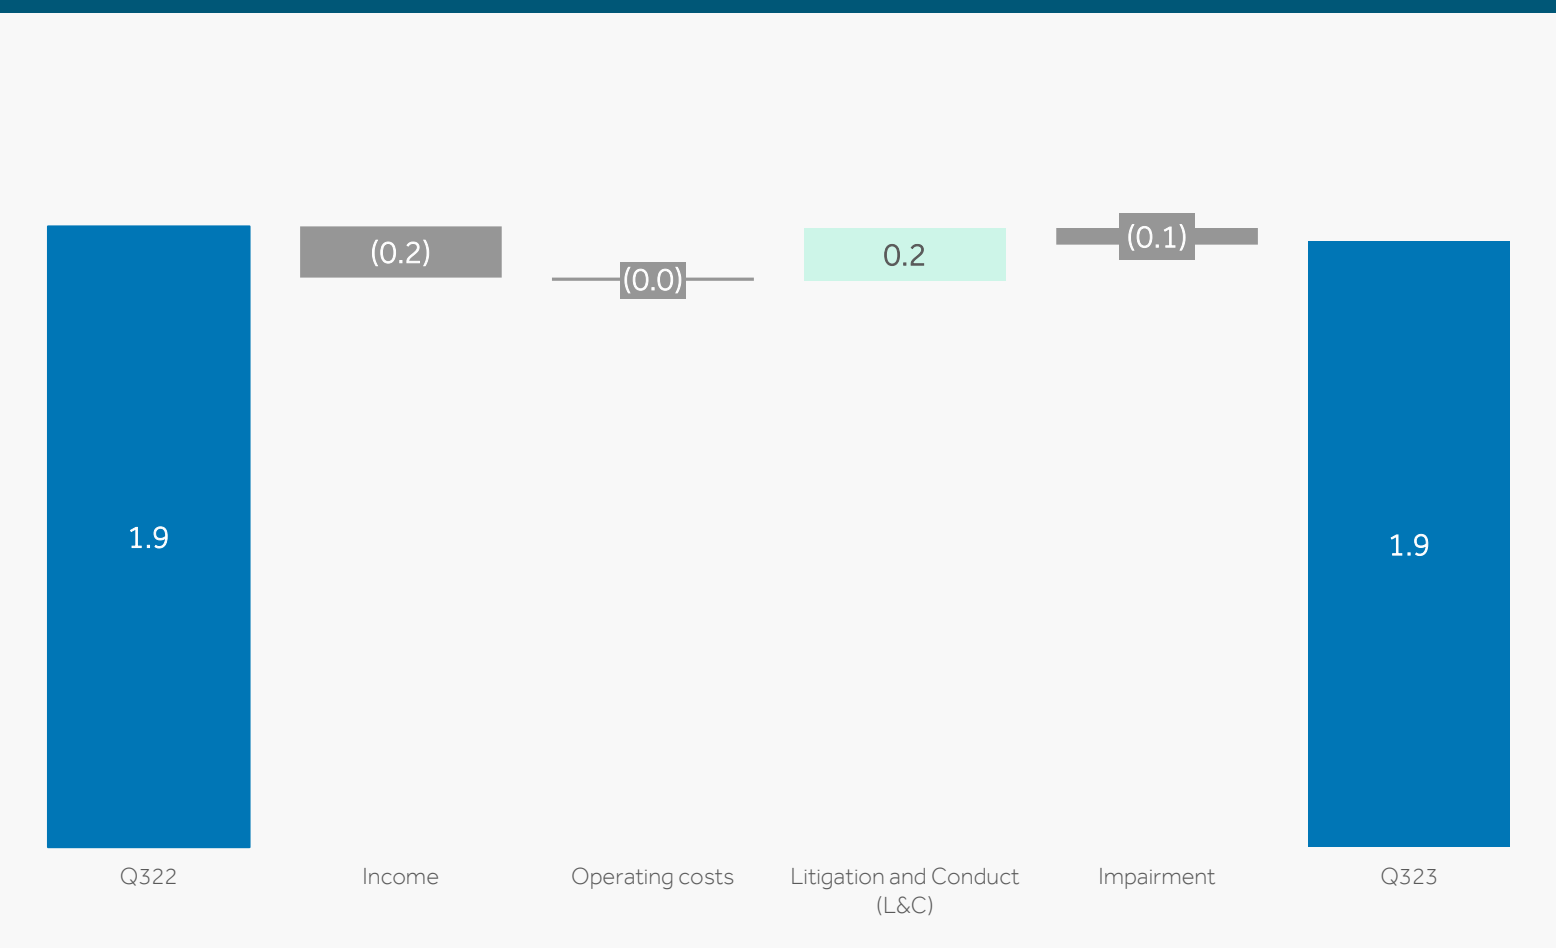 (0.2)
(0.0)
0.2
(0.1)
1.9
1.9
Q322
Income
Operating costs
Litigation and Conduct
(L&C)
Impairment
Q323